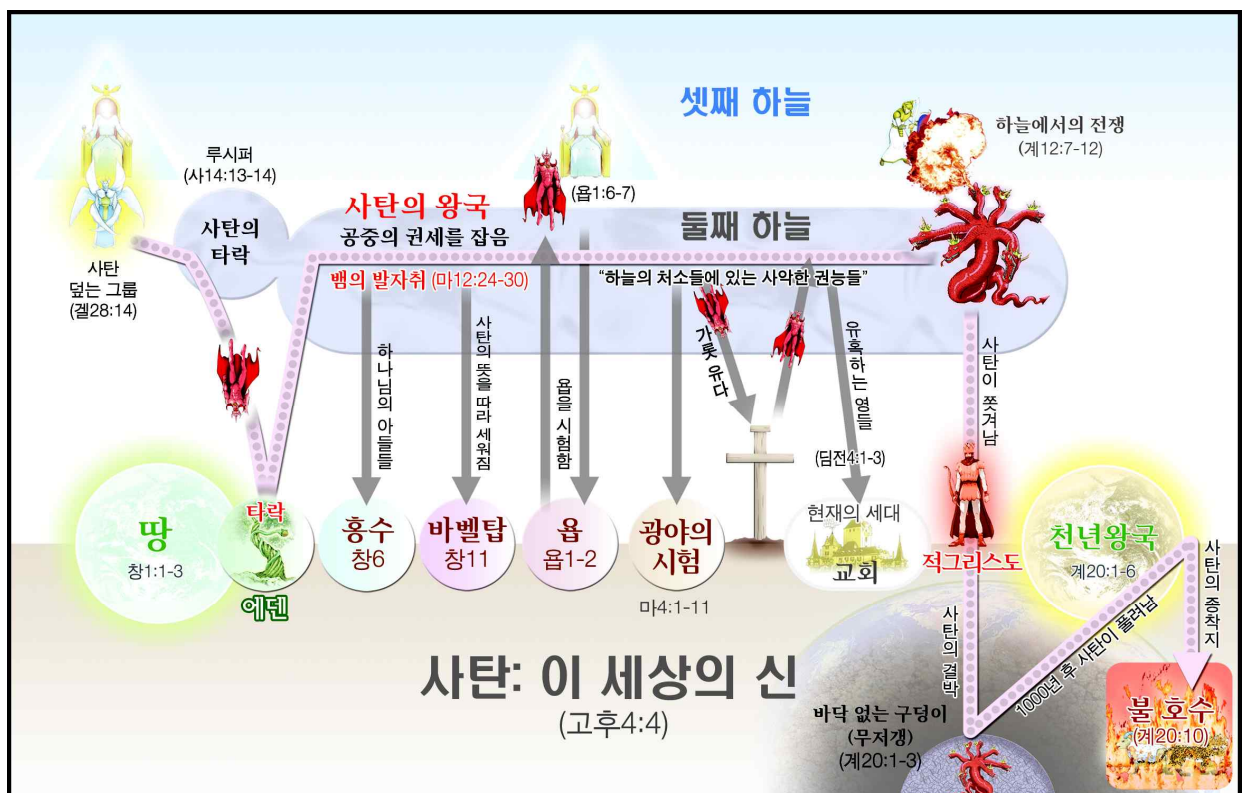 셋째 하늘
하늘에서의 전쟁
(계12:7-12)
루시퍼
(사14:13-14)
사탄의
타락
사탄
덮는 그룹
(겔28:14)
사탄의 왕국
공중의 권세를 잡음
뱀의 발자취 (마12:24-30)
(욥1:6-7)
둘째 하늘
“하늘의 처소들에 있는 사악한 권능들”
하나님의 아들들
사탄의 뜻을 따라 세워짐
욥을 시험함
가롯 유다
유혹하는 영들
(딤전4:1-3)
사탄이 쫓겨남
땅
창1:1-3
타락
에덴
홍수
창6
바벨탑
창11
욥
욥1-2
광야의
시험
마4:1-11
현재의 세대
교회
적그리스도
천년왕국
계20:1-6
사탄의 종착지
사탄의 결박
1000년 후 사탄이 풀려남
사탄: 이 세상의 신
(고후4:4)
바닥 없는 구덩이
(무저갱)
(계20:1-3)
불 호수
(계20:10)